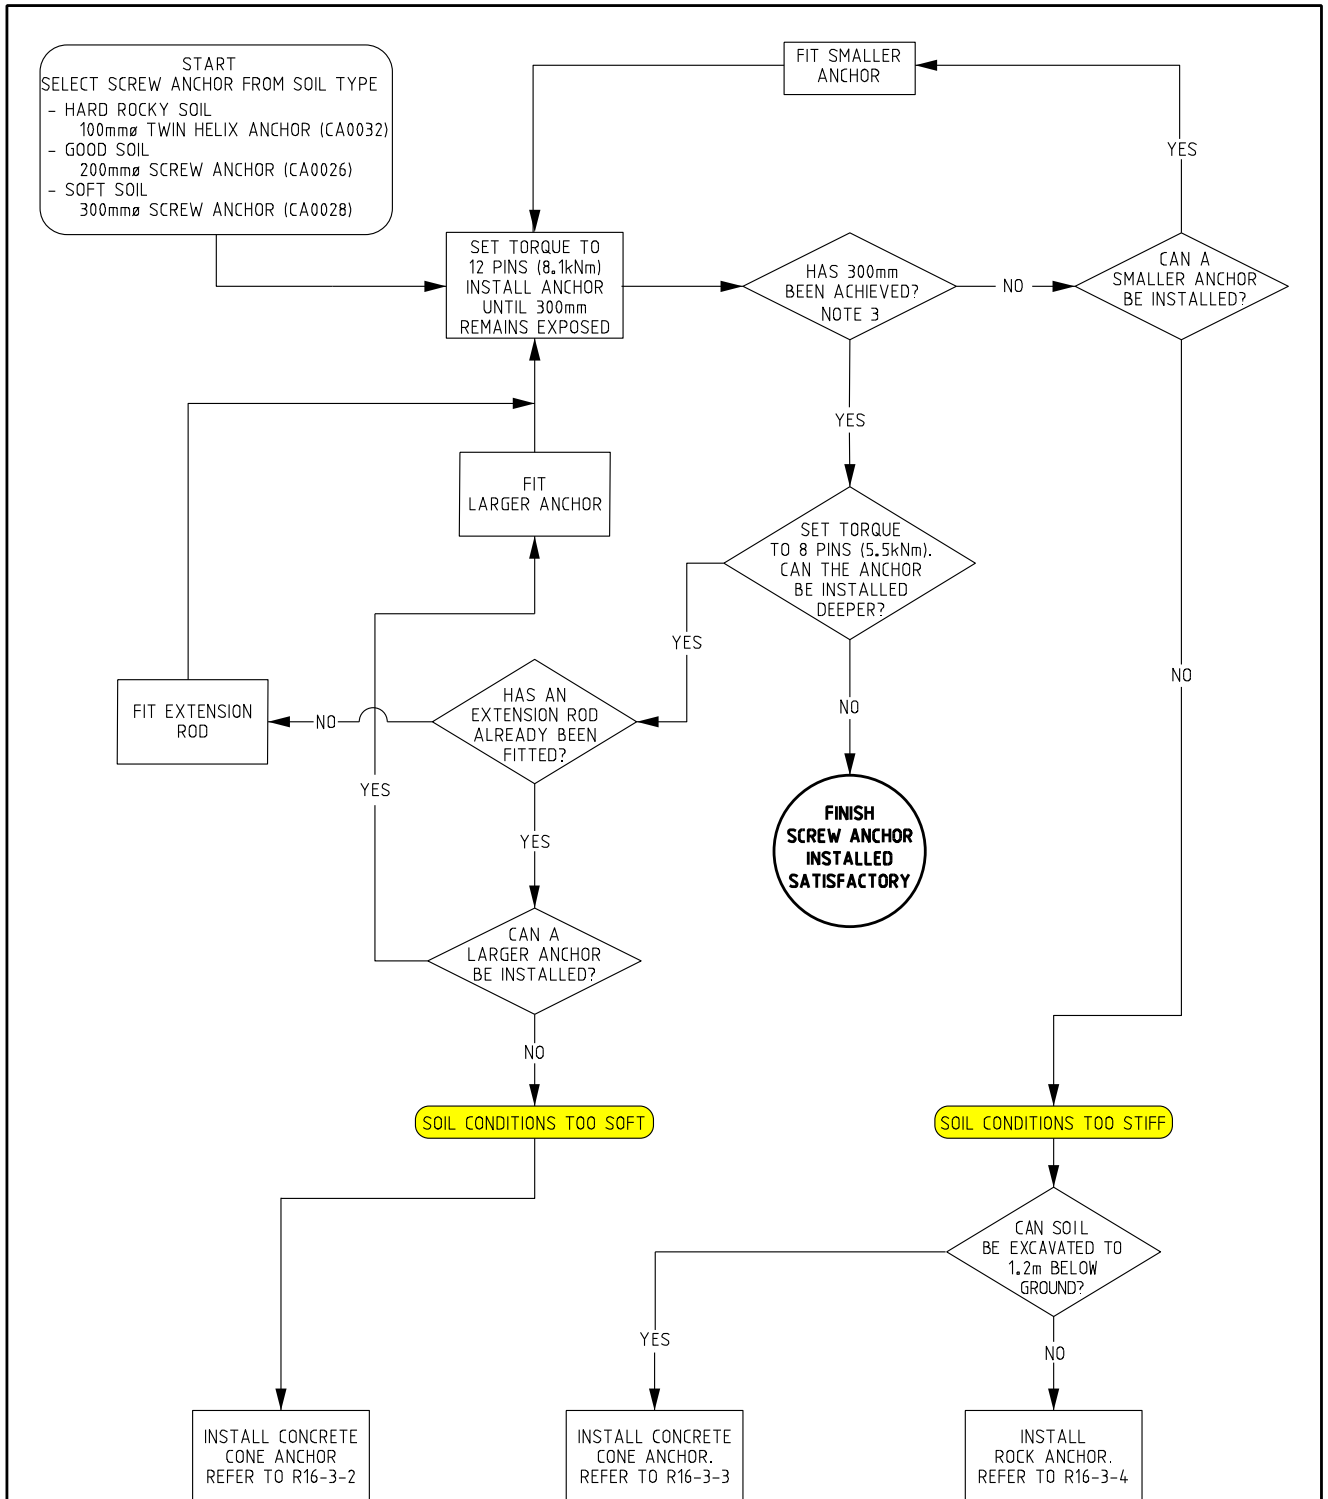 START
SELECT SCREW ANCHOR FROM SOIL TYPE
- HARD ROCKY SOIL
100mmø TWIN HELIX ANCHOR (CA0032)
- GOOD SOIL
200mmø SCREW ANCHOR (CA0026)
- SOFT SOIL
300mmø SCREW ANCHOR (CA0028)
FIT SMALLER
ANCHOR
YES
SET TORQUE TO
12 PINS (8.1kNm)
INSTALL ANCHOR
UNTIL 300mm
REMAINS EXPOSED
HAS 300mm
BEEN ACHIEVED?
NOTE 3
NO
CAN A
SMALLER ANCHOR
BE INSTALLED?
YES
FIT
LARGER ANCHOR
SET TORQUE
TO 8 PINS (5.5kNm).
CAN THE ANCHOR
BE INSTALLED
DEEPER?
YES
NO
FIT EXTENSION
ROD
NO
HAS AN
EXTENSION ROD
ALREADY BEEN
FITTED?
NO
YES
YES
FINISH
SCREW ANCHOR
INSTALLED
SATISFACTORY
CAN A
LARGER ANCHOR
BE INSTALLED?
NO
SOIL CONDITIONS TOO SOFT
SOIL CONDITIONS TOO STIFF
CAN SOIL
BE EXCAVATED TO
1.2m BELOW
GROUND?
YES
NO
INSTALL CONCRETE
CONE ANCHOR
REFER TO R16-3-2
INSTALL CONCRETE
CONE ANCHOR.
REFER TO R16-3-3
INSTALL
ROCK ANCHOR.
REFER TO R16-3-4